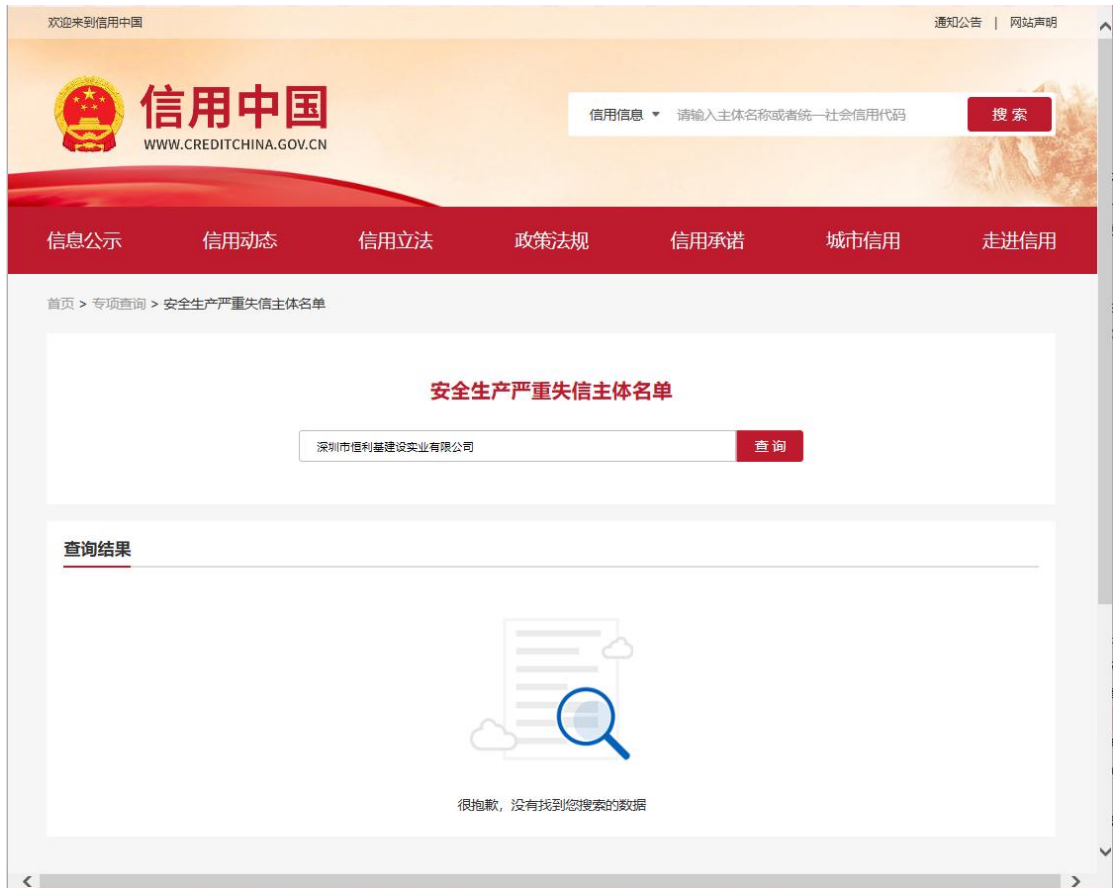 欢迎来到信用中国
通知公告 | 网站声明
信用中国
WWW.CREDITCHINA.GOV.CN
信用信息 请输入主体名称或者统一社会信用代码 搜索
信息公示 信用动态 信用立法 政策法规 信用承诺 城市信用 走进信用
首页 > 专项查询 > 安全生产严重失信主体名单
安全生产严重失信主体名单
深圳市恒利基建设实业有限公司 查询
查询结果
很抱歉，没有找到您搜索的数据